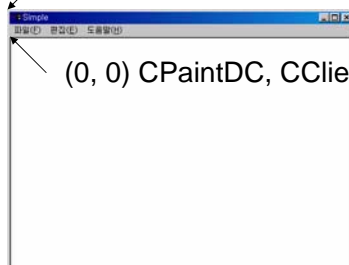 Simple
파일(F) 편집(E) 도움말(H)
(0, 0) CPaintDC, CClie